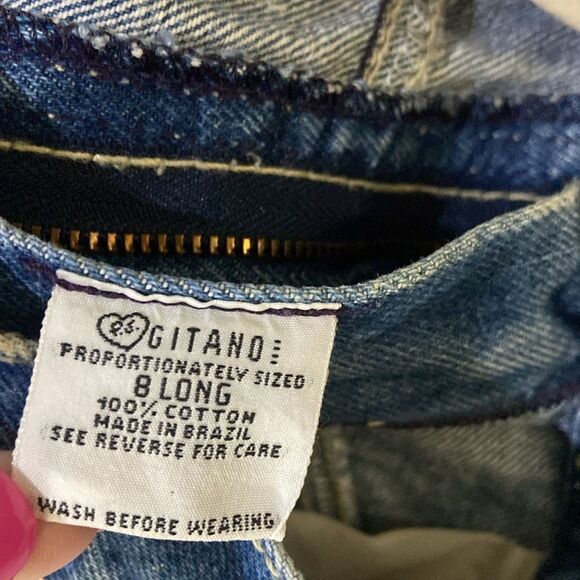 P.S. GITANO
PROPORTIONATELY SIZED
8 LONG
100% COTTON
MADE IN BRAZIL
SEE REVERSE FOR CARE
WASH BEFORE WEARING